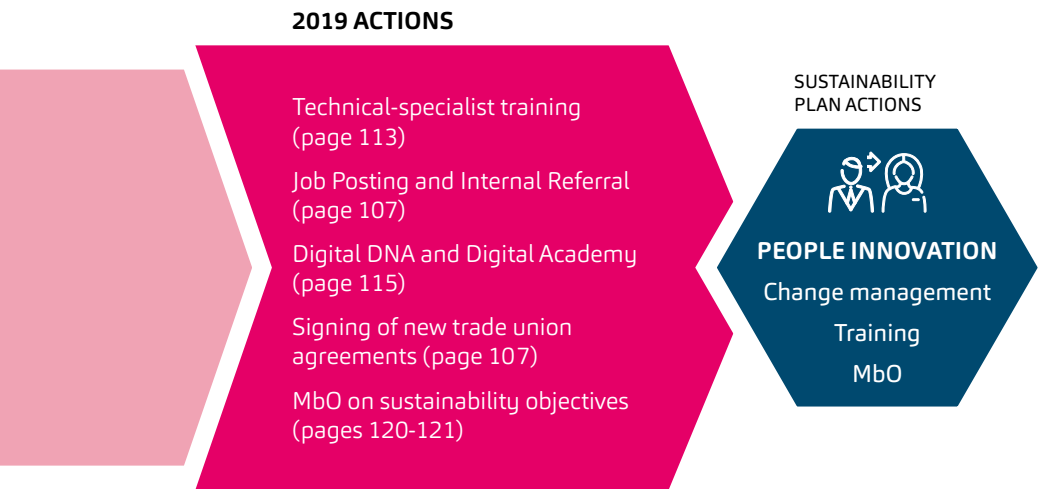 2019 ACTIONS
Technical-specialist training
(page 113)
Job Posting and Internal Referral
(page 107)
Digital DNA and Digital Academy
(page 115)
Signing of new trade union
agreements (page 107)
MbO on sustainability objectives
(pages 120-121)
SUSTAINABILITY
PLAN ACTIONS
PEOPLE INNOVATION
Change management
Training
MbO